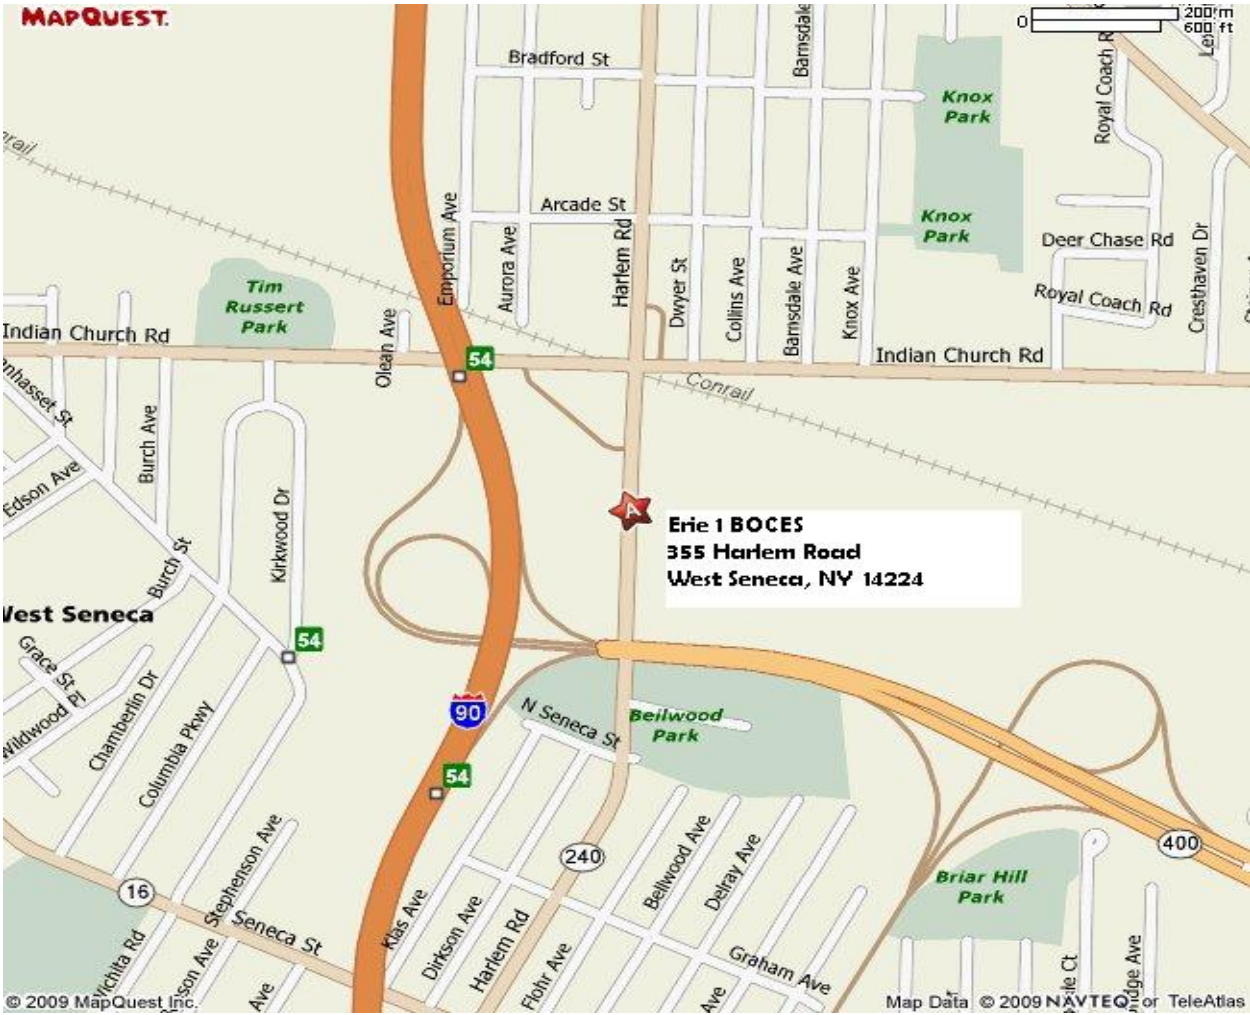 MAPQUEST.
0 200 m
600 ft
Bradford St
Barnsdale
Knox
Park
Royal Coach R
Arcade St
Emporium Ave
Aurora Ave
Harlem Rd
Knox
Park
Deer Chase Rd
Cresthaven Dr
Tim
Russert
Park
Dwyer St
Collins Ave
Barnsdale Ave
Knox Ave
Royal Coach Rd
Indian Church Rd
Olean Ave
54
Indian Church Rd
Conrail
Burch Ave
Edson Ave
Kirkwood Dr
A
Erie 1 BOCES
355 Harlem Road
West Seneca, NY 14224
Burch St
West Seneca
54
Grace St
Wildwood Pl
Chamberlin Dr
Columbia Pkwy
90
N Seneca St
Beilwood
Park
54
240
400
Stephenson Ave
Bellwood Ave
Delray Ave
Briar Hill
Park
16
Seneca St
Klas Ave
Dirkson Ave
Harlem Rd
Flohr Ave
Graham Ave
Ave
Ave
© 2009 MapQuest Inc.
Map Data © 2009 NAVTEQ or TeleAtlas